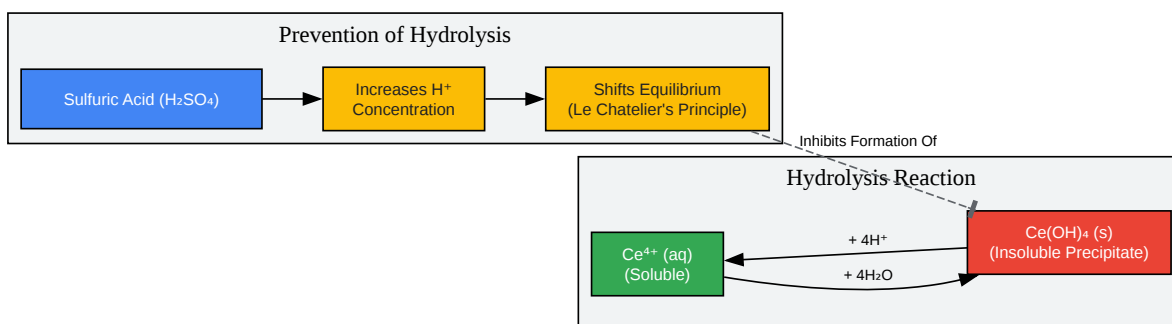 Prevention of Hydrolysis
Sulfuric Acid (H₂SO₄)
Increases H⁺
Concentration
Shifts Equilibrium
(Le Chatelier's Principle)
Inhibits Formation Of
Hydrolysis Reaction
Ce⁴⁺ (aq)
(Soluble)
+ 4H⁺
+ 4H₂O
Ce(OH)₄ (s)
(Insoluble Precipitate)